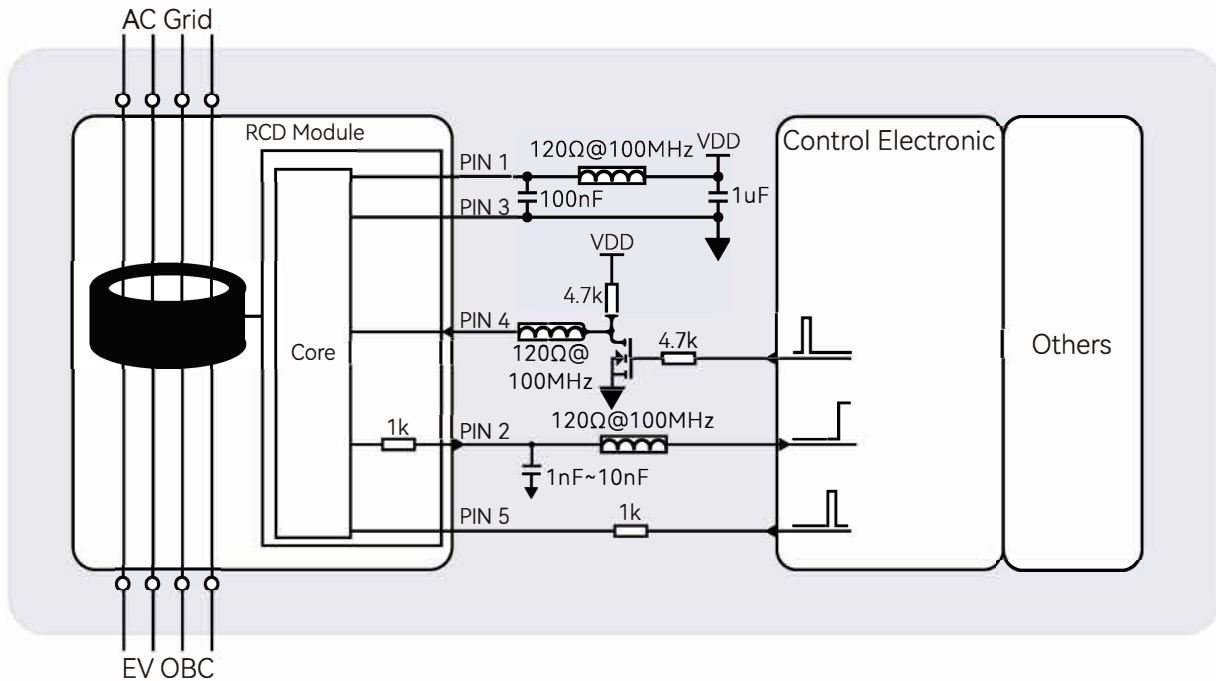 AC Grid
RCD Module
Core
PIN 1
120Ω@100MHz
VDD
100nF
1uF
PIN 3
VDD
4.7k
PIN 4
120Ω@
100MHz
4.7k
1k
PIN 2
120Ω@100MHz
1nF~10nF
PIN 5
1k
Control Electronic
Others
EV OBC